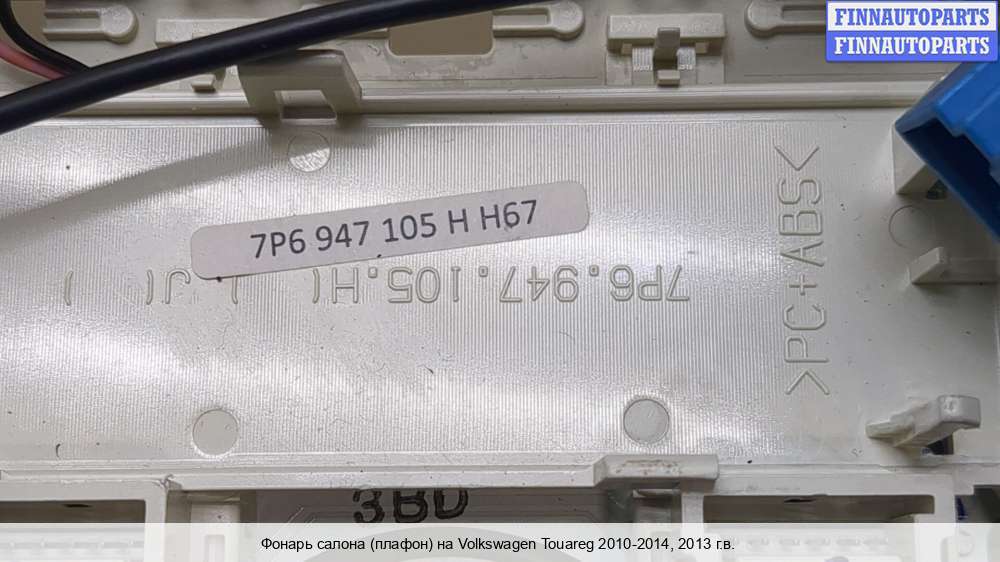 FINNAUTOPARTS
FINNAUTOPARTS
7P6 947 105 H H67
7P6.947.105.H( ) J( )
>PC+ABS<
3BD
Фонарь салона (плафон) на Volkswagen Touareg 2010-2014, 2013 г.в.